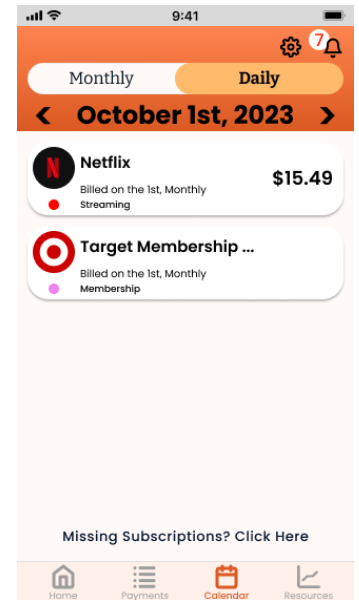 9:41
7
Monthly
Daily
October 1st, 2023
N
Netflix
$15.49
Billed on the 1st, Monthly
Streaming
Target Membership ...
Billed on the 1st, Monthly
Membership
Missing Subscriptions? Click Here
Home
Payments
Calendar
Resources